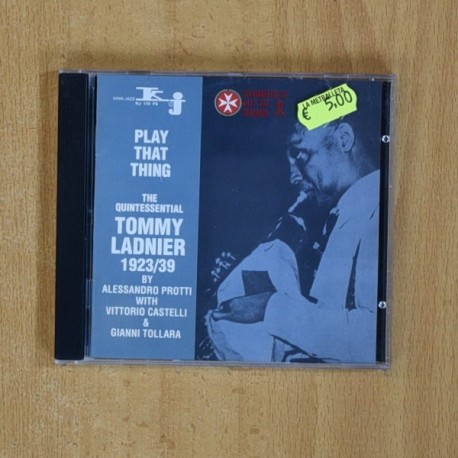 KJ
PLAY
THAT
THING
THE
QUINTESSENTIAL
TOMMY
LADNIER
1923/39
BY
ALESSANDRO PROTTI
WITH
VITTORIO CASTELLI
&
GIANNI TOLLARA
LA METRALLETA
€ 5,00